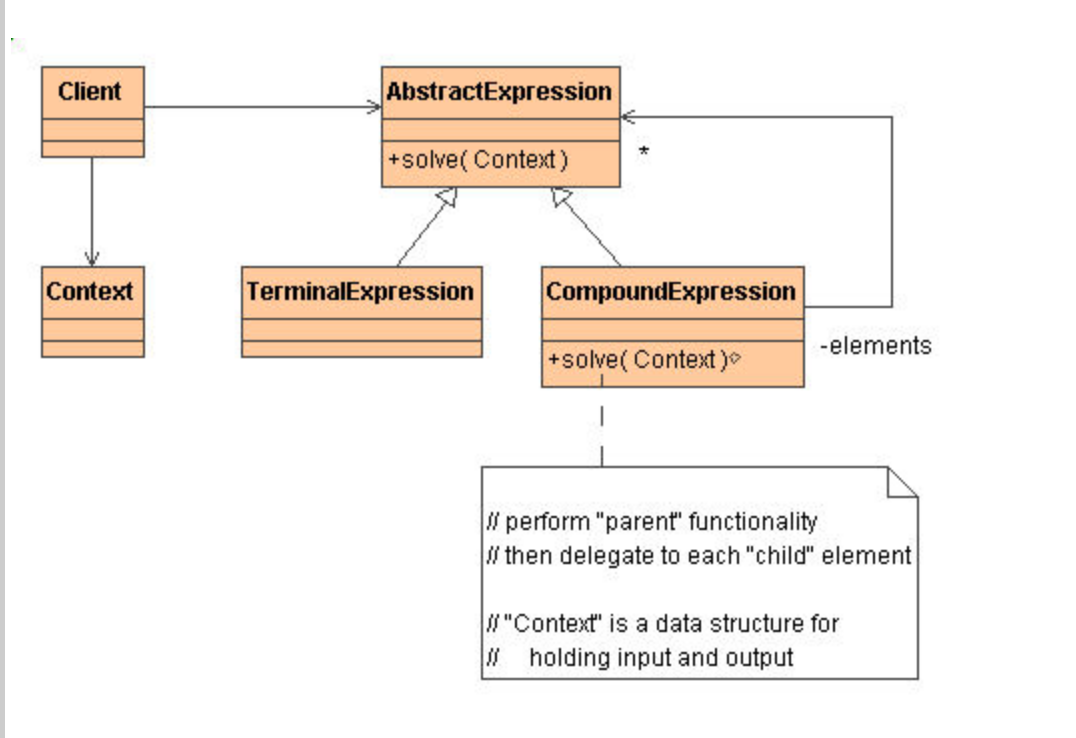 Client
AbstractExpression
+solve( Context )
*
Context
TerminalExpression
CompoundExpression
+solve( Context )
-elements
// perform "parent" functionality
// then delegate to each "child" element
// "Context" is a data structure for
// holding input and output